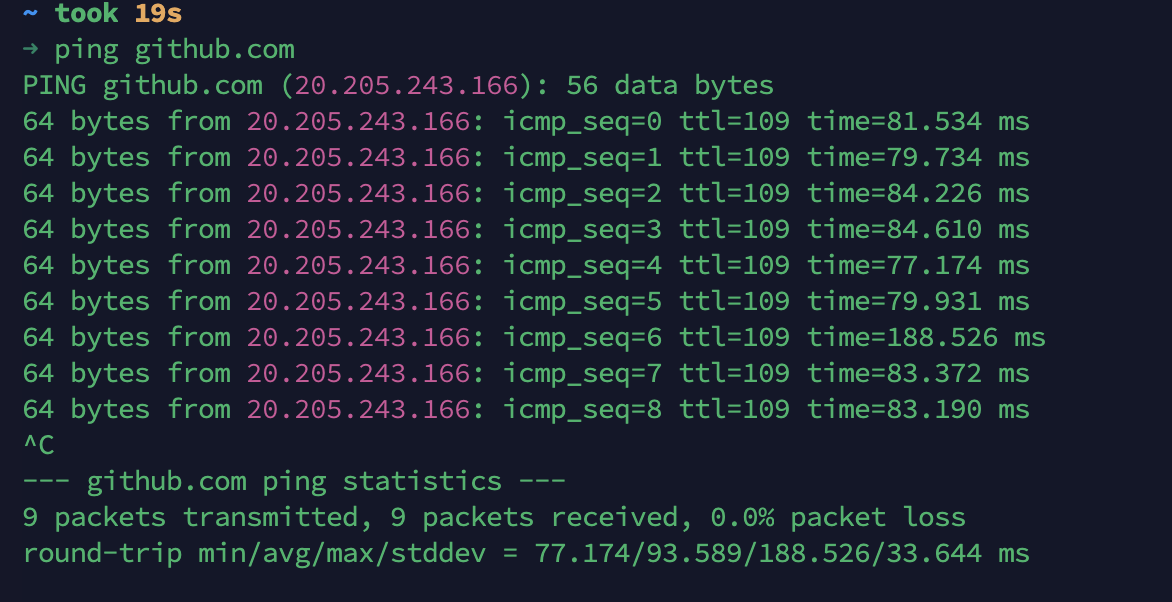 ~ took 19s
➜ ping github.com
PING github.com (20.205.243.166): 56 data bytes
64 bytes from 20.205.243.166: icmp_seq=0 ttl=109 time=81.534 ms
64 bytes from 20.205.243.166: icmp_seq=1 ttl=109 time=79.734 ms
64 bytes from 20.205.243.166: icmp_seq=2 ttl=109 time=84.226 ms
64 bytes from 20.205.243.166: icmp_seq=3 ttl=109 time=84.610 ms
64 bytes from 20.205.243.166: icmp_seq=4 ttl=109 time=77.174 ms
64 bytes from 20.205.243.166: icmp_seq=5 ttl=109 time=79.931 ms
64 bytes from 20.205.243.166: icmp_seq=6 ttl=109 time=188.526 ms
64 bytes from 20.205.243.166: icmp_seq=7 ttl=109 time=83.372 ms
64 bytes from 20.205.243.166: icmp_seq=8 ttl=109 time=83.190 ms
^C
--- github.com ping statistics ---
9 packets transmitted, 9 packets received, 0.0% packet loss
round-trip min/avg/max/stddev = 77.174/93.589/188.526/33.644 ms